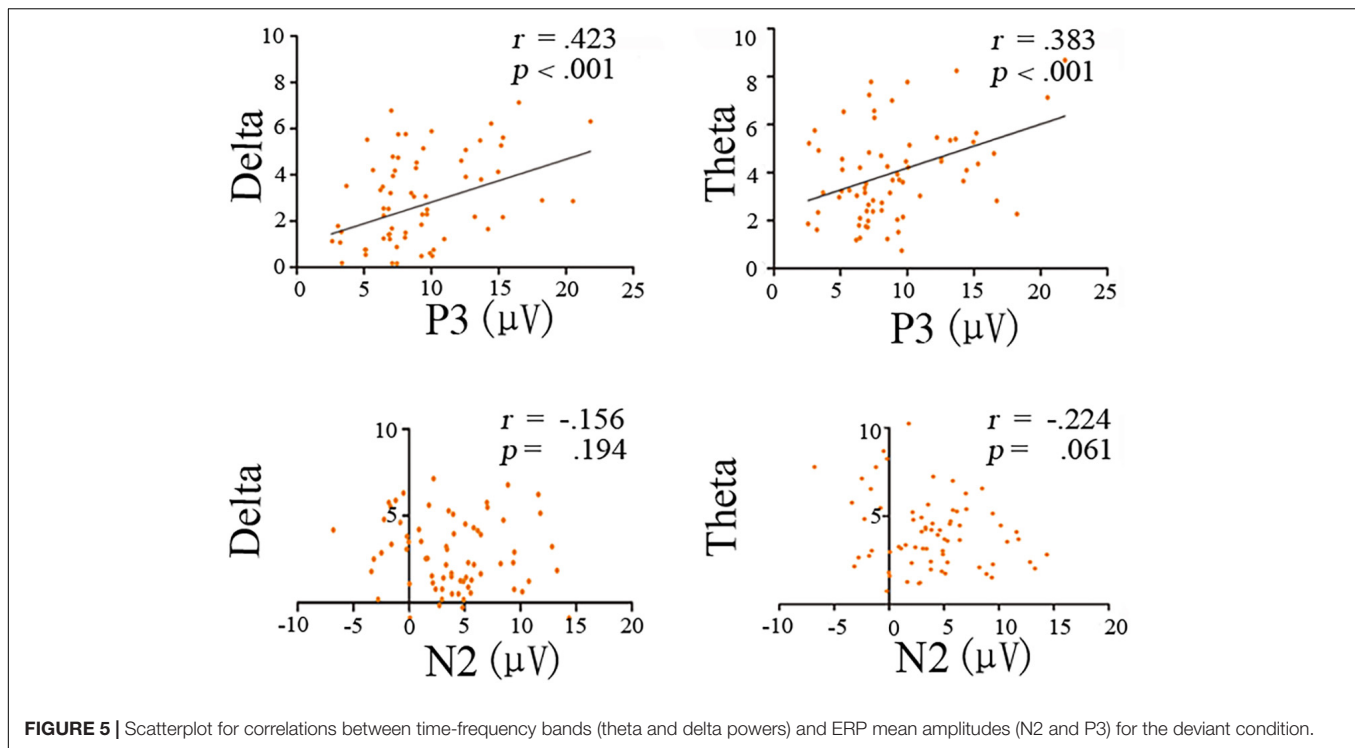 r = .423
p < .001
10
8
6
4
2
0
Delta
0 5 10 15 20 25
P3 (μV)
r = .383
p < .001
10
8
6
4
2
0
Theta
0 5 10 15 20 25
P3 (μV)
r = -.156
p = .194
10
5
Delta
-10 -5 0 5 10 15 20
N2 (μV)
r = -.224
p = .061
10
5
Theta
-10 -5 0 5 10 15 20
N2 (μV)
FIGURE 5 | Scatterplot for correlations between time-frequency bands (theta and delta powers) and ERP mean amplitudes (N2 and P3) for the deviant condition.